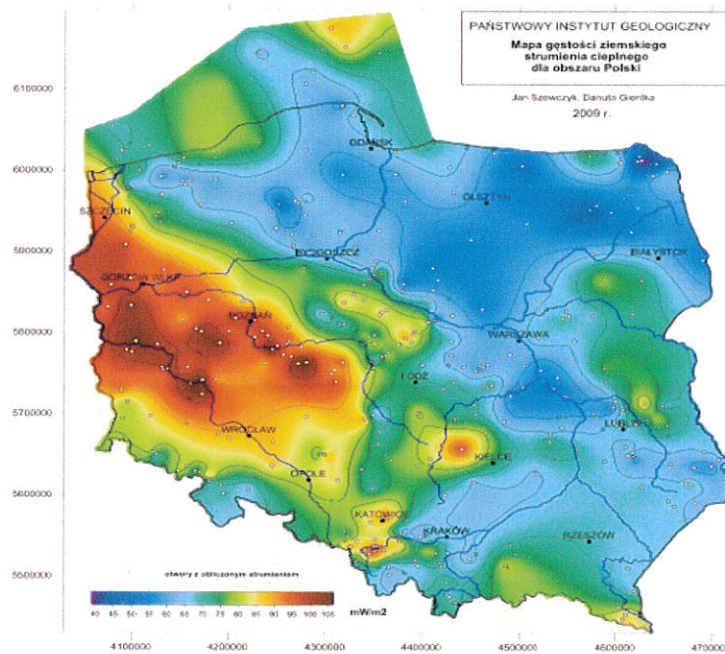 PAŃSTWOWY INSTYTUT GEOLOGICZNY
Mapa gęstości ziemskiego
strumienia cieplnego
dla obszaru Polski
Jan Szewczyk, Danuta Gientka
2009 r.
6100000
GDAŃSK
6000000
OLSZTYN
SZCZECIN
5900000
BYDGOSZCZ
BIAŁYSTOK
GORZÓW WLKP
POZNAŃ
5800000
WARSZAWA
ŁÓDŹ
5700000
LUBLIN
WROCŁAW
KIELCE
OPOLE
5600000
KATOWICE
KRAKÓW
RZESZÓW
5500000
otwory z obliczonym strumieniem
40 45 50 55 60 65 70 75 80 85 90 95 100 105
mW/m2
4100000 4200000 4300000 4400000 4500000 4600000 4700000